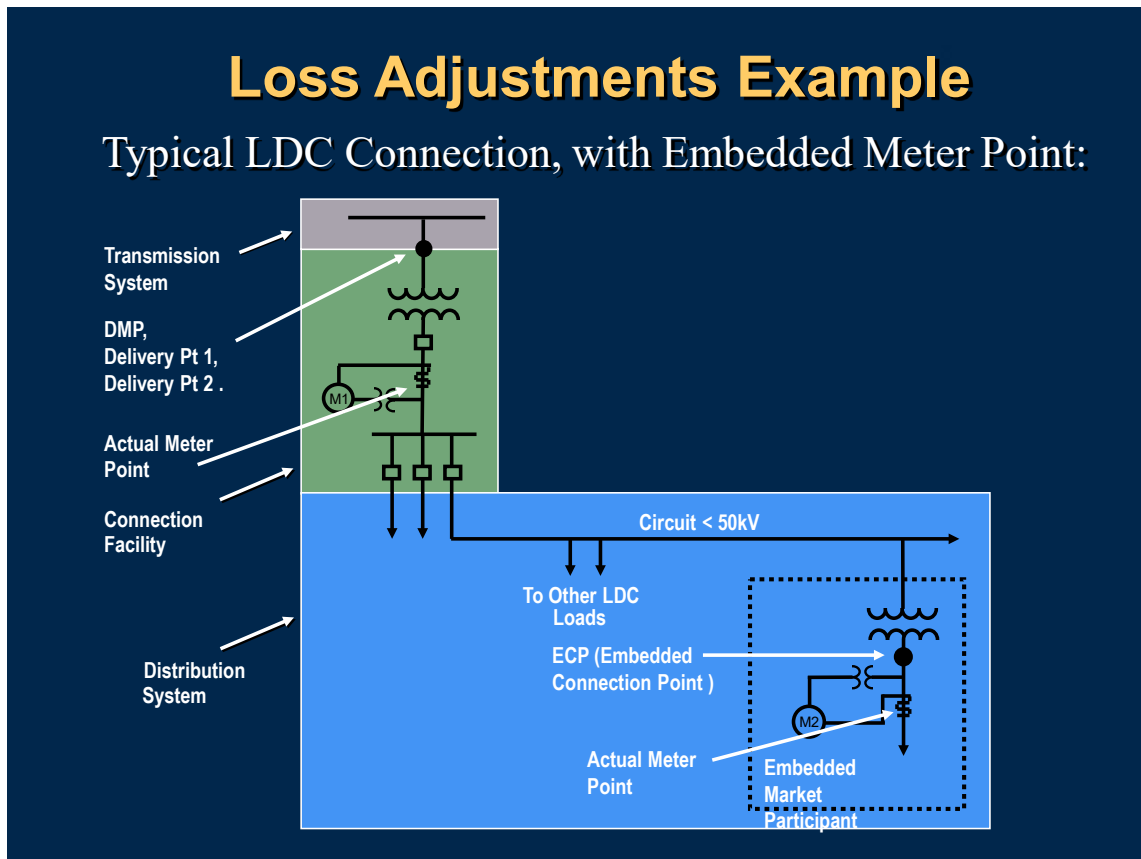 Loss Adjustments Example
Typical LDC Connection, with Embedded Meter Point:
Transmission
System
DMP,
Delivery Pt 1,
Delivery Pt 2 .
M1
Actual Meter
Point
Connection
Facility
Circuit < 50kV
To Other LDC
Loads
ECP (Embedded
Connection Point )
Distribution
System
M2
Actual Meter
Point
Embedded
Market
Participant